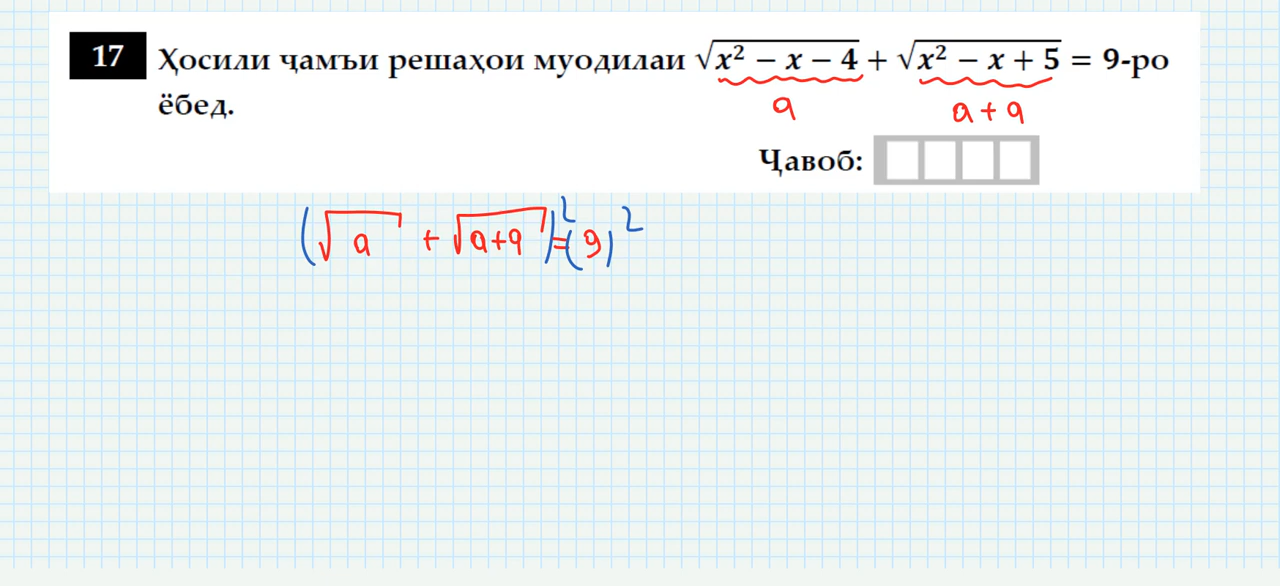 17 Ҳосили ҷамъи решаҳои муодилаи √x² − x − 4 + √x² − x + 5 = 9-ро
ёбед.
a a + 9
Ҷавоб:
(√a + √a+9)² = (9)²